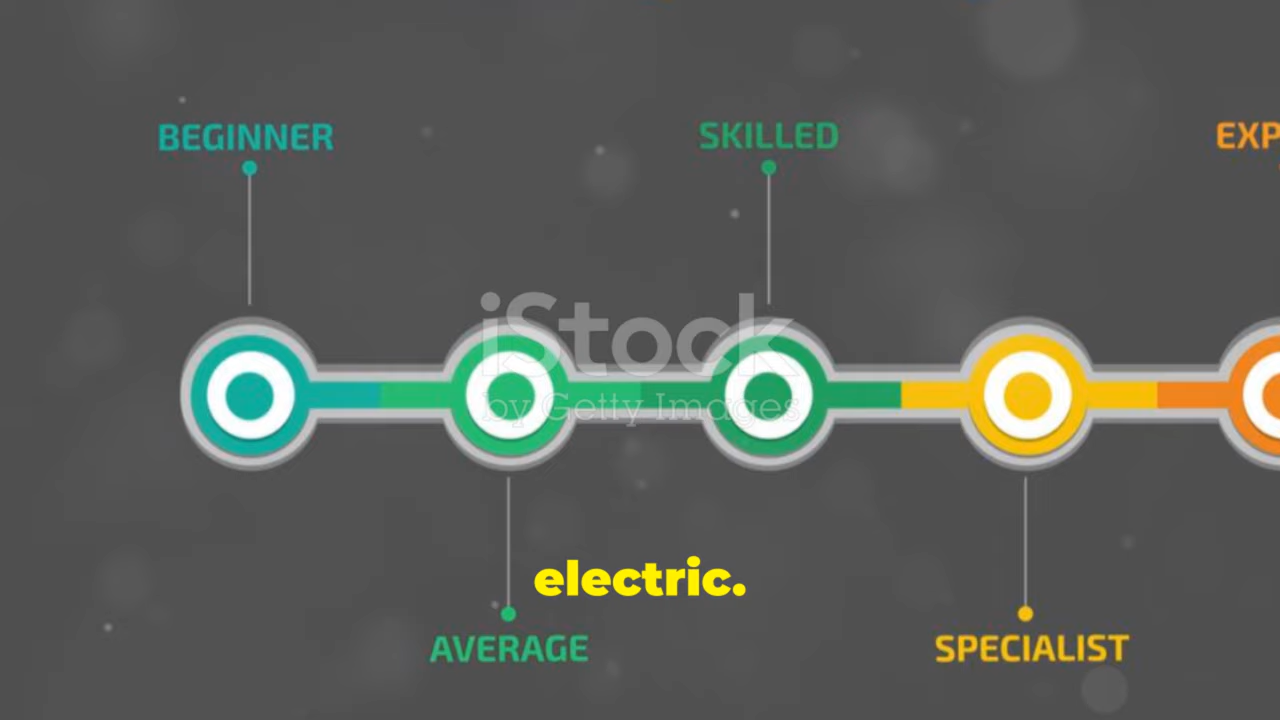 BEGINNER
SKILLED
EXP
iStock
by Getty Images
electric.
AVERAGE
SPECIALIST